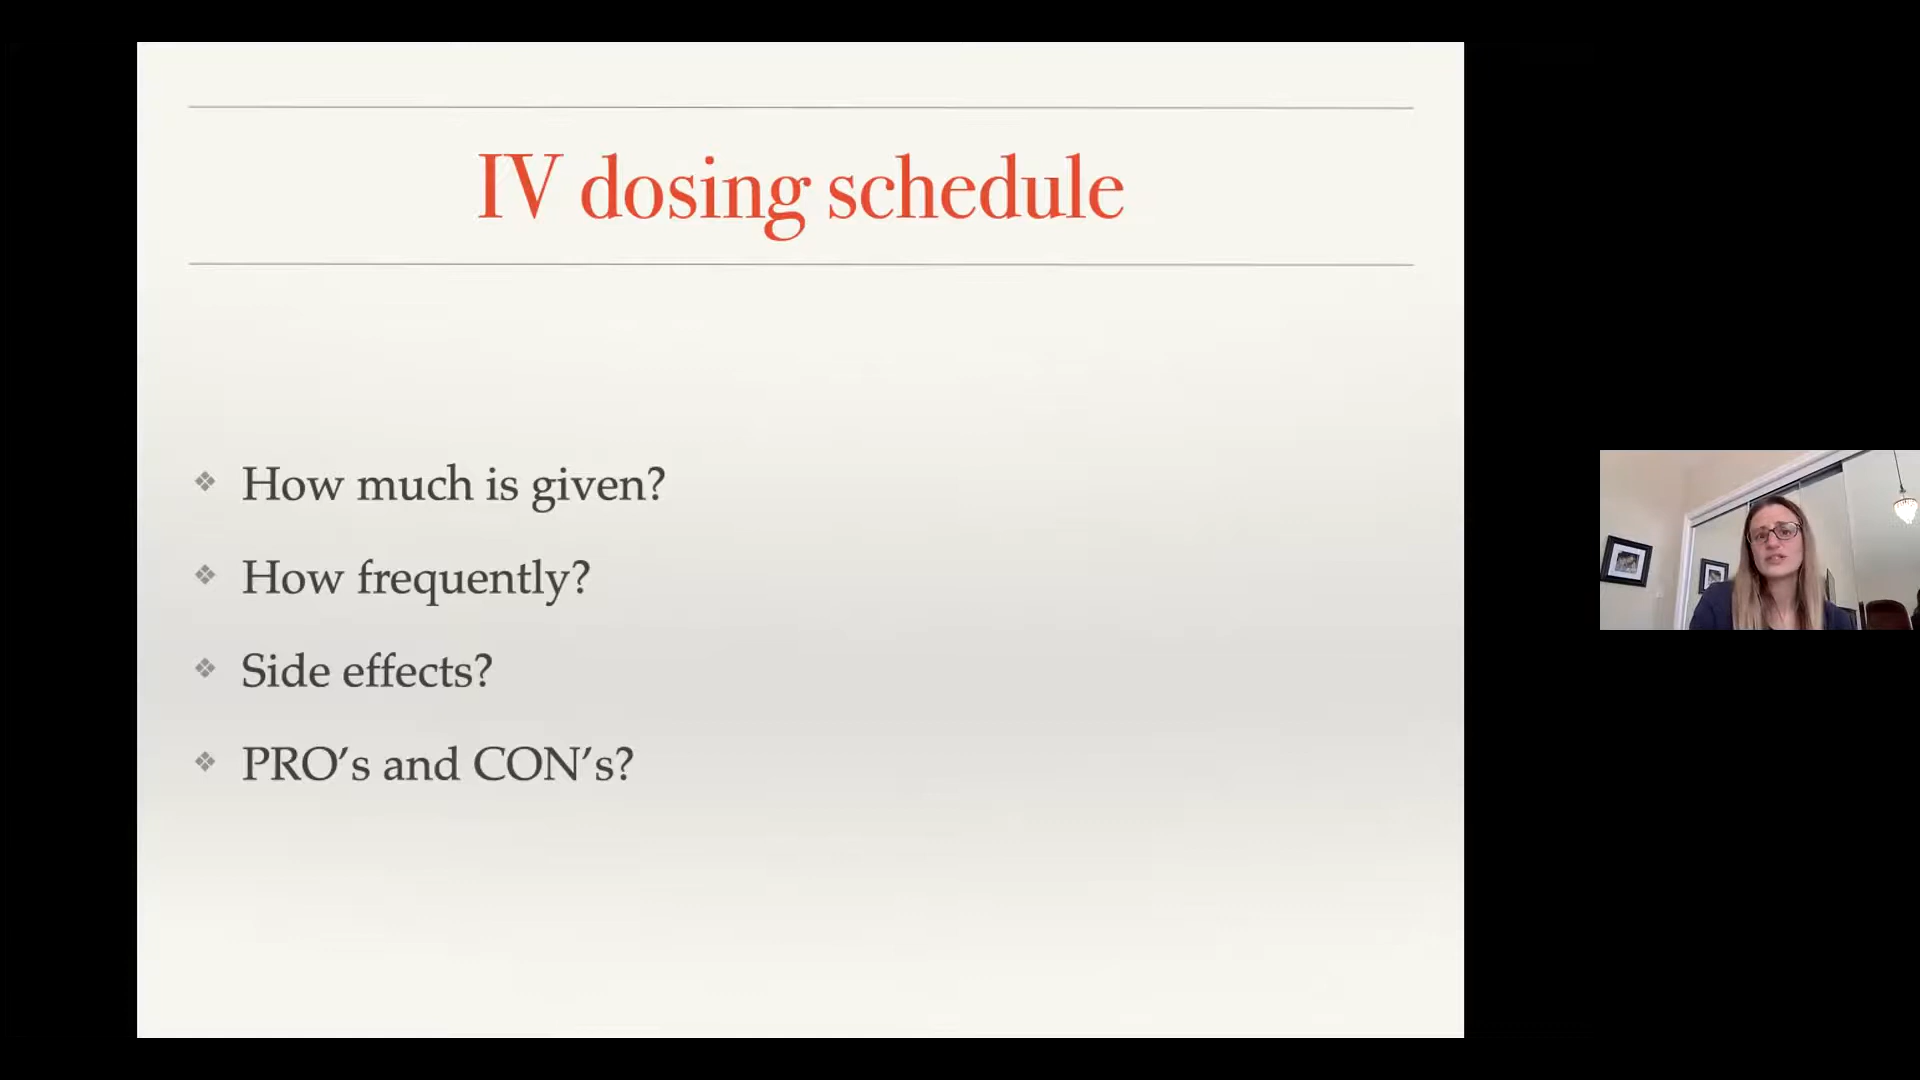 IV dosing schedule
How much is given?
How frequently?
Side effects?
PRO’s and CON’s?